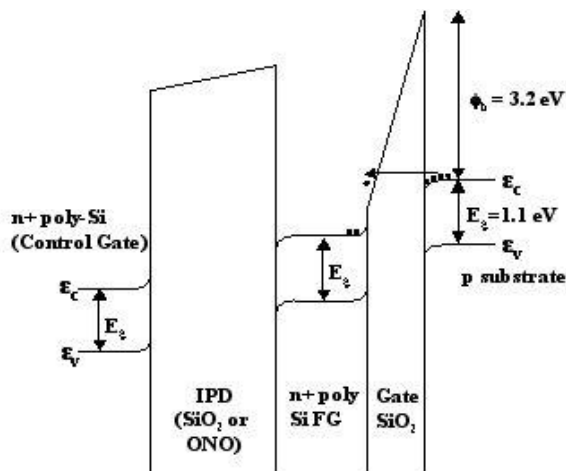 ϕb = 3.2 eV
εc
n+ poly-Si
(Control Gate)
Eg=1.1 eV
εv
p substrate
Eg
εc
Eg
εv
IPD
(SiO2 or
ONO)
n+ poly
Si FG
Gate
SiO2